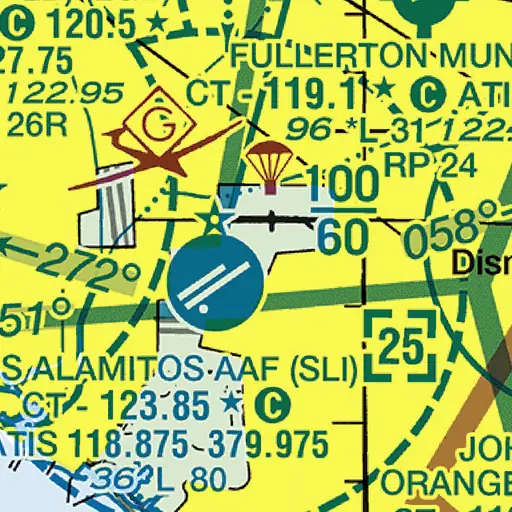 C 120.5
27.75
122.95
26R
FULLERTON MUN
CT - 119.1 C ATI
96 *L 31 122.
RP 24
G
100
60
058°
272°
Disn
51°
25
S ALAMITOS AAF (SLI)
CT - 123.85 C
ATIS 118.875 379.975
36 *L 80
JOH
ORANGE